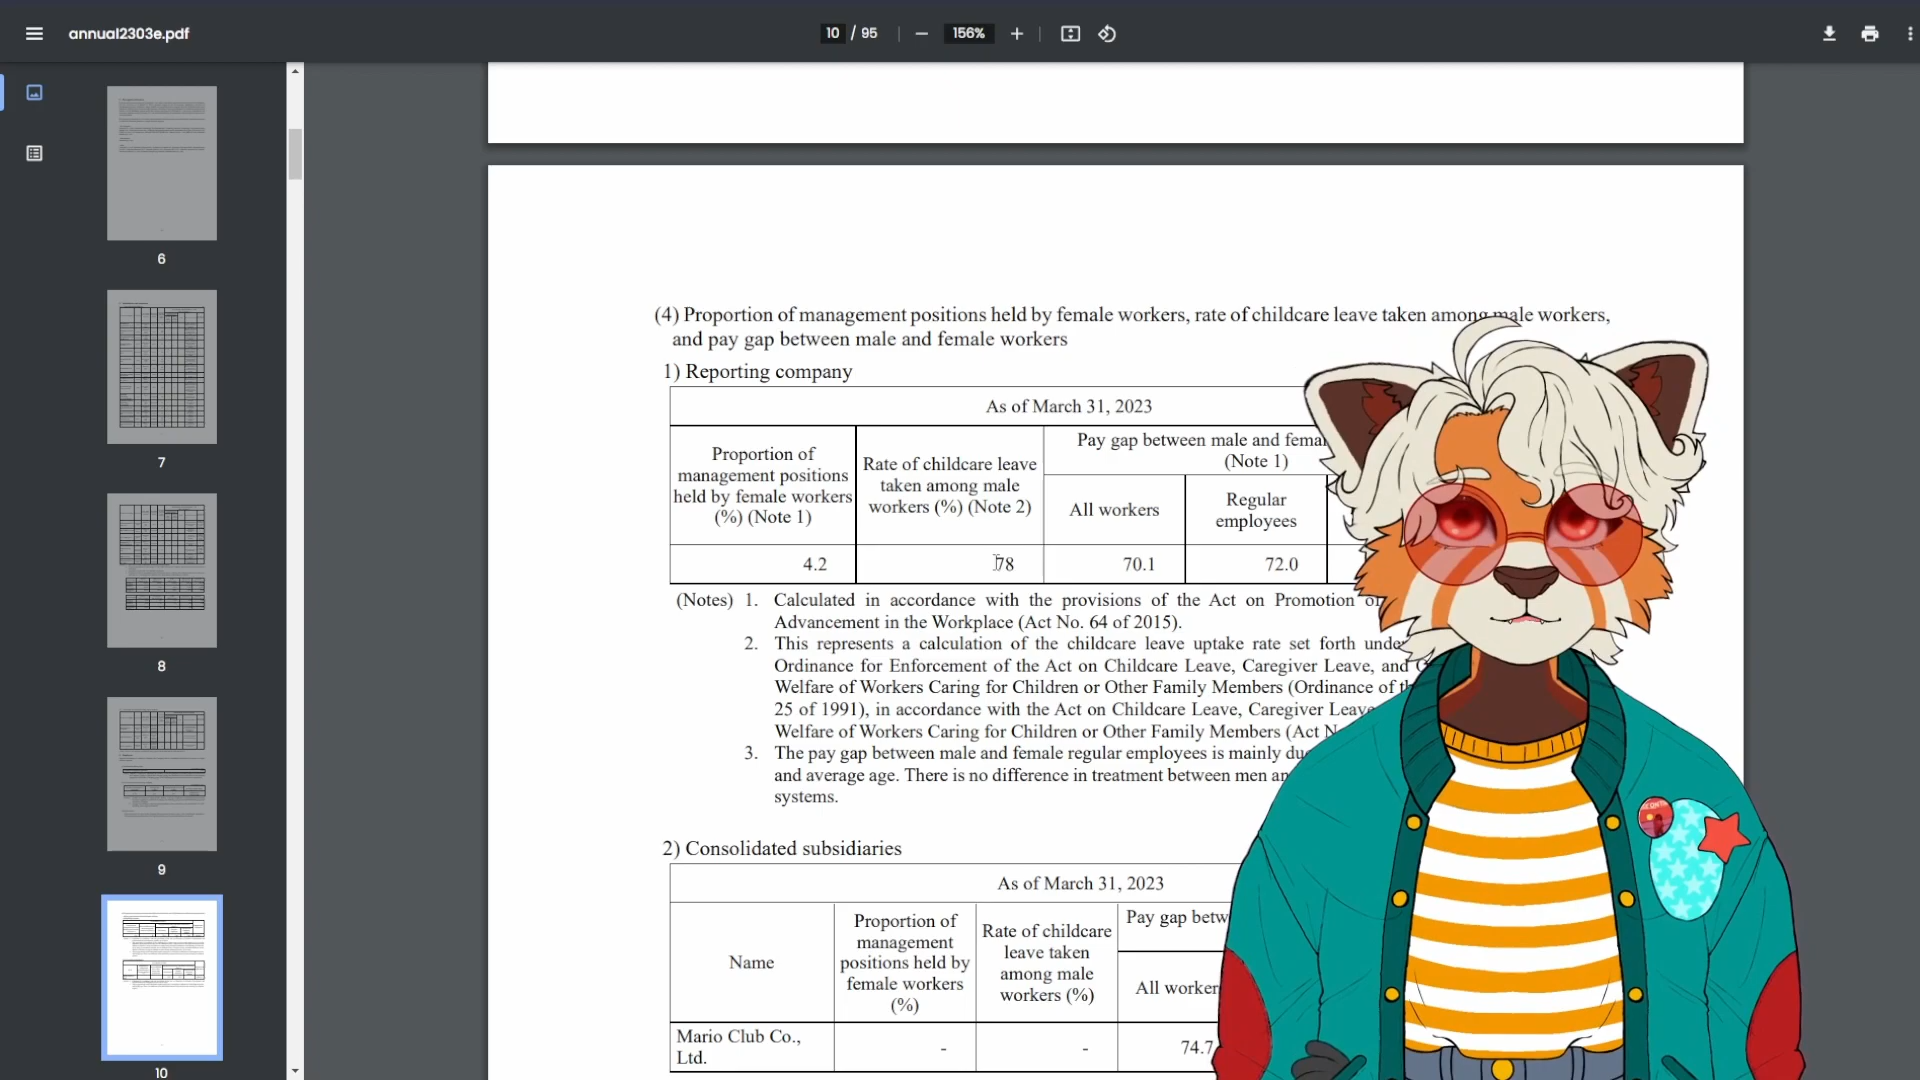 annual2303e.pdf
10 / 95
156%
6
7
8
9
10
(4) Proportion of management positions held by female workers, rate of childcare leave taken among male workers,
and pay gap between male and female workers
1) Reporting company
As of March 31, 2023
Proportion of
management positions
held by female workers
(%) (Note 1)
Rate of childcare leave
taken among male
workers (%) (Note 2)
Pay gap between male and
(Note 1)
All workers
Regular
employees
4.2
78
70.1
72.0
(Notes) 1. Calculated in accordance with the provisions of the Act on Promotion
Advancement in the Workplace (Act No. 64 of 2015).
2. This represents a calculation of the childcare leave uptake rate set forth
Ordinance for Enforcement of the Act on Childcare Leave, Caregiver Leave, and
Welfare of Workers Caring for Children or Other Family Members (Ordinance of
25 of 1991), in accordance with the Act on Childcare Leave, Caregiver
Welfare of Workers Caring for Children or Other Family Members (Act
3. The pay gap between male and female regular employees is mainly
and average age. There is no difference in treatment between men
systems.
2) Consolidated subsidiaries
As of March 31, 2023
Name
Proportion of
management
positions held by
female workers
(%)
Rate of childcare
leave taken
among male
workers (%)
Pay gap
All
Mario Club Co.,
Ltd.
-
-
74.7